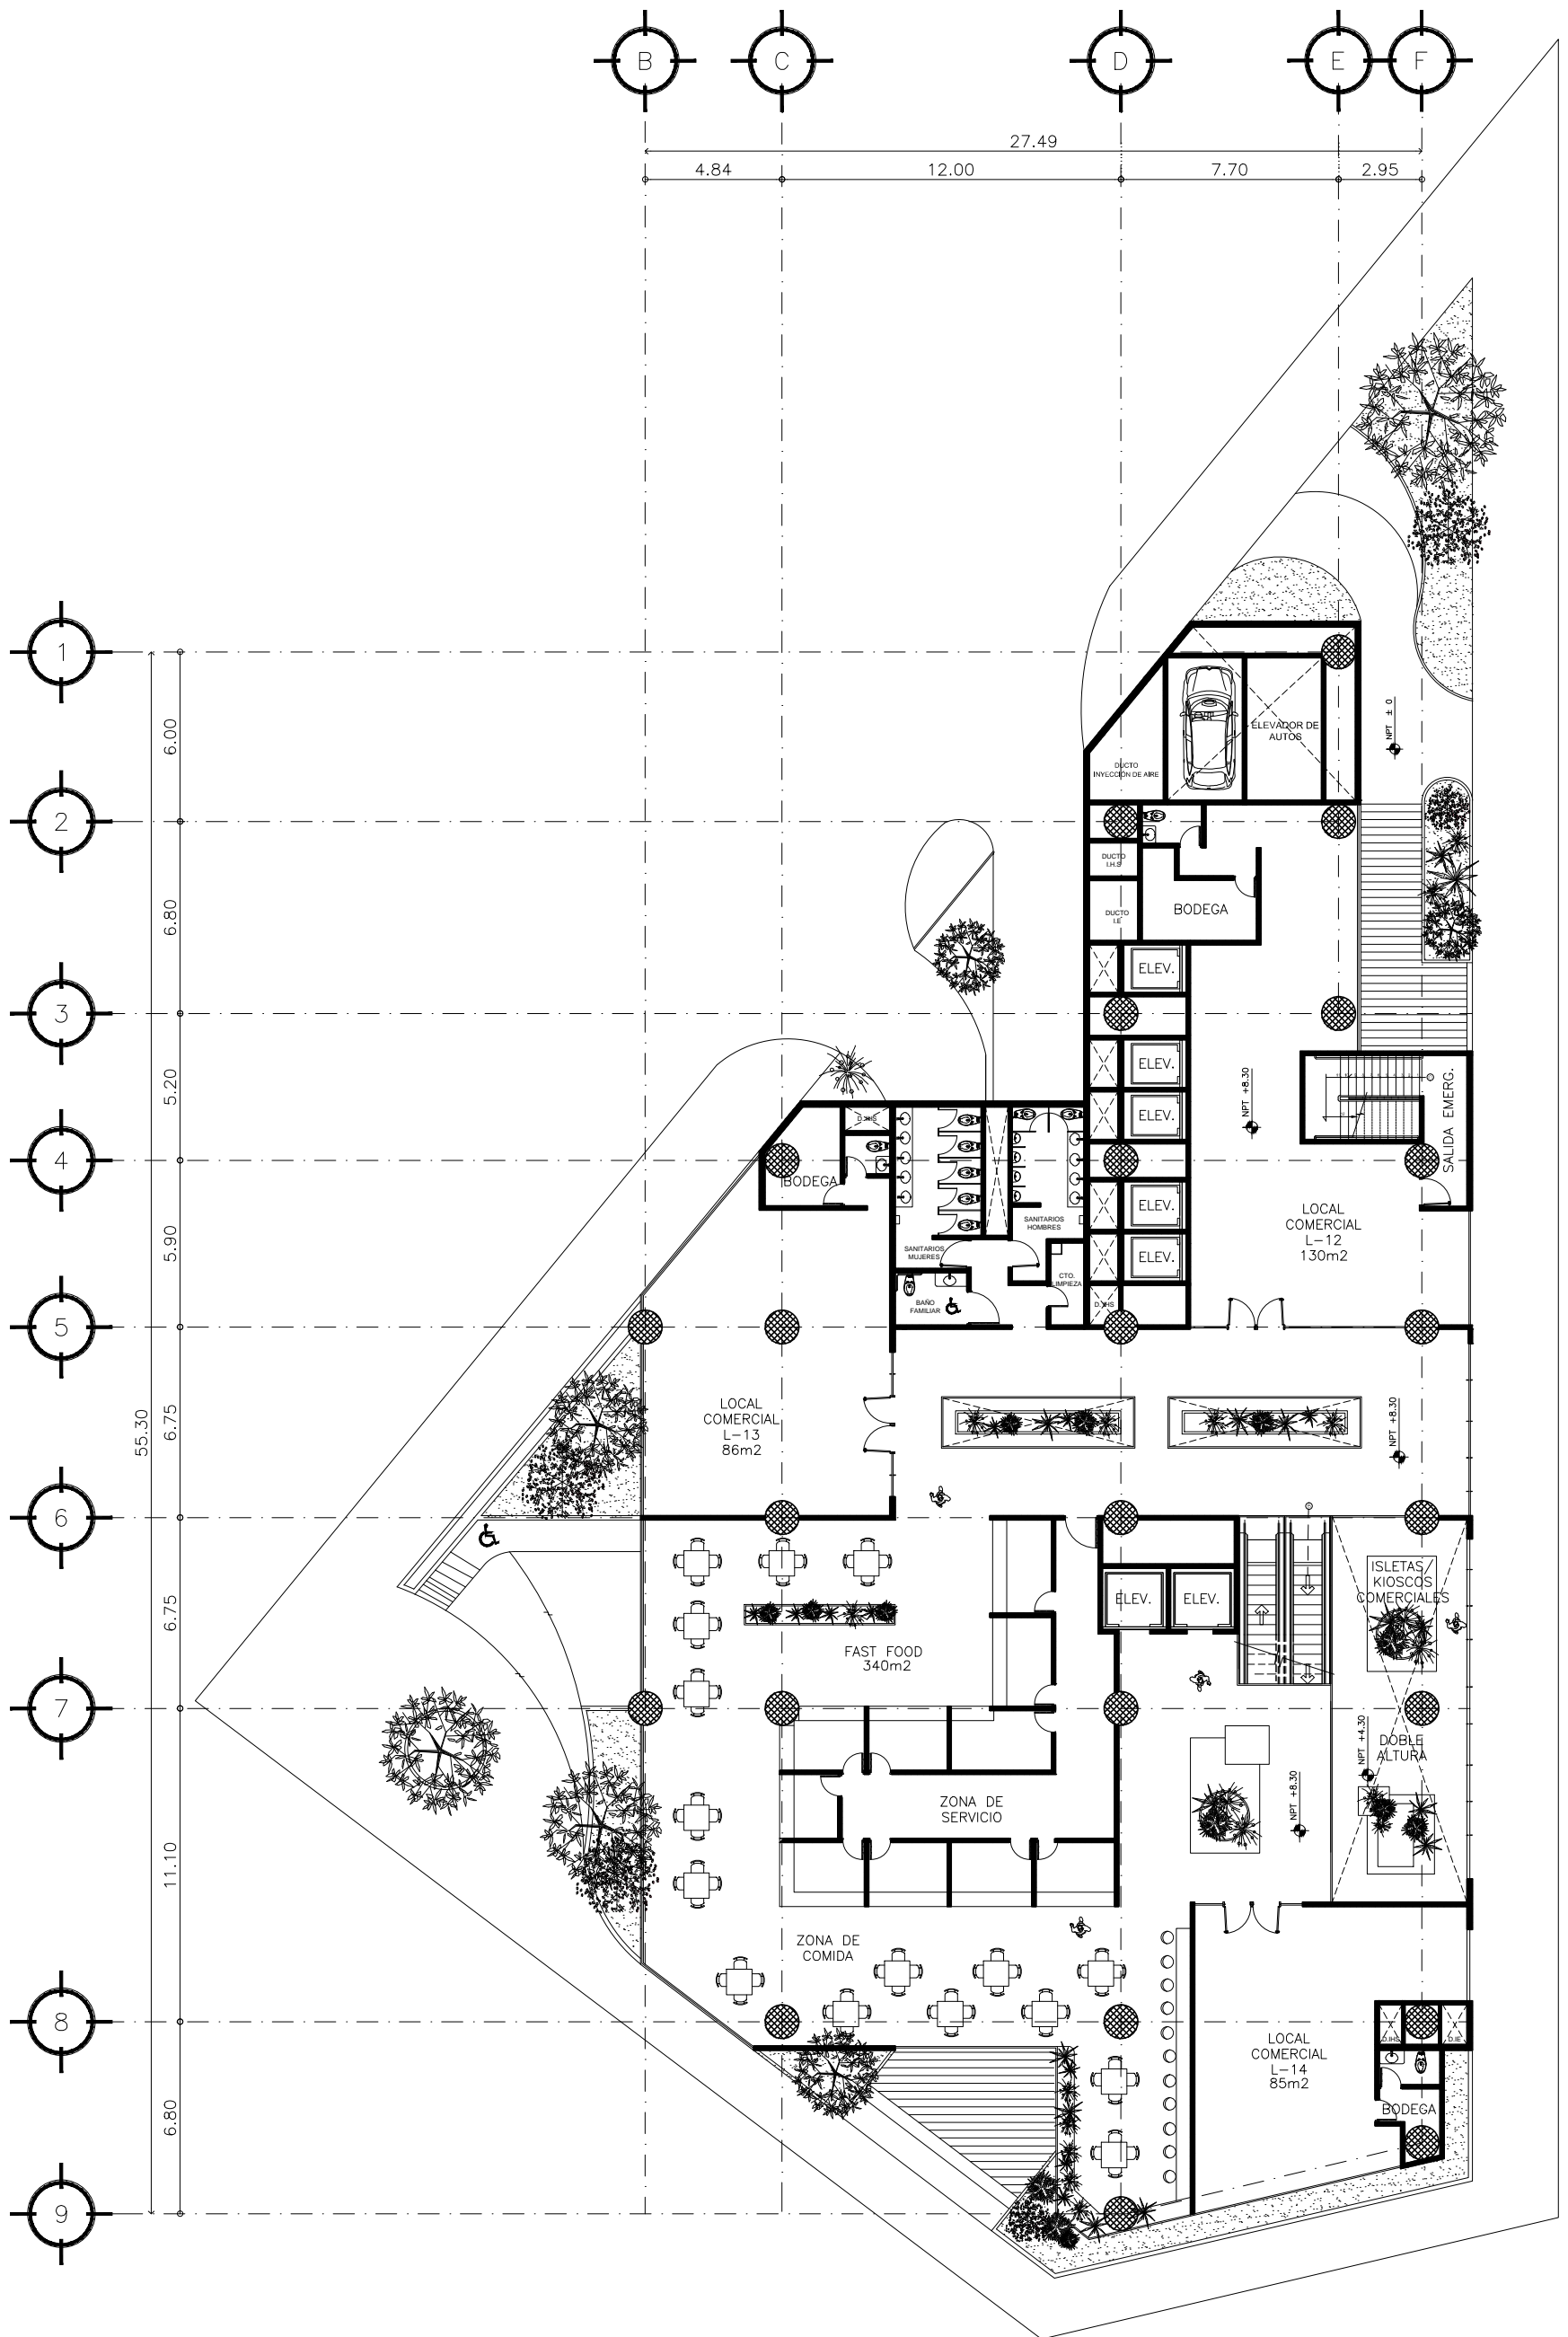 B
C
D
E
F
27.49
4.84
12.00
7.70
2.95
1
2
3
4
5
6
7
8
9
6.00
6.80
5.20
5.90
6.75
6.75
11.10
6.80
55.30
ELEVADOR DE
AUTOS
NPT ± 0
DUCTO
INYECCIÓN DE AIRE
DUCTO
I.H.S
DUCTO
I.E
BODEGA
ELEV.
ELEV.
ELEV.
ELEV.
ELEV.
NPT +8.30
SALIDA EMERG.
BODEGA
SANITARIOS
MUJERES
SANITARIOS
HOMBRES
BAÑO
FAMILIAR
CTO.
LIMPIEZA
LOCAL
COMERCIAL
L-12
130m2
LOCAL
COMERCIAL
L-13
86m2
NPT +8.30
ISLETAS/
KIOSCOS
COMERCIALES
ELEV.
ELEV.
FAST FOOD
340m2
DOBLE
ALTURA
NPT +4.30
NPT +8.30
ZONA DE
SERVICIO
ZONA DE
COMIDA
LOCAL
COMERCIAL
L-14
85m2
D.IHS
D.IE
BODEGA